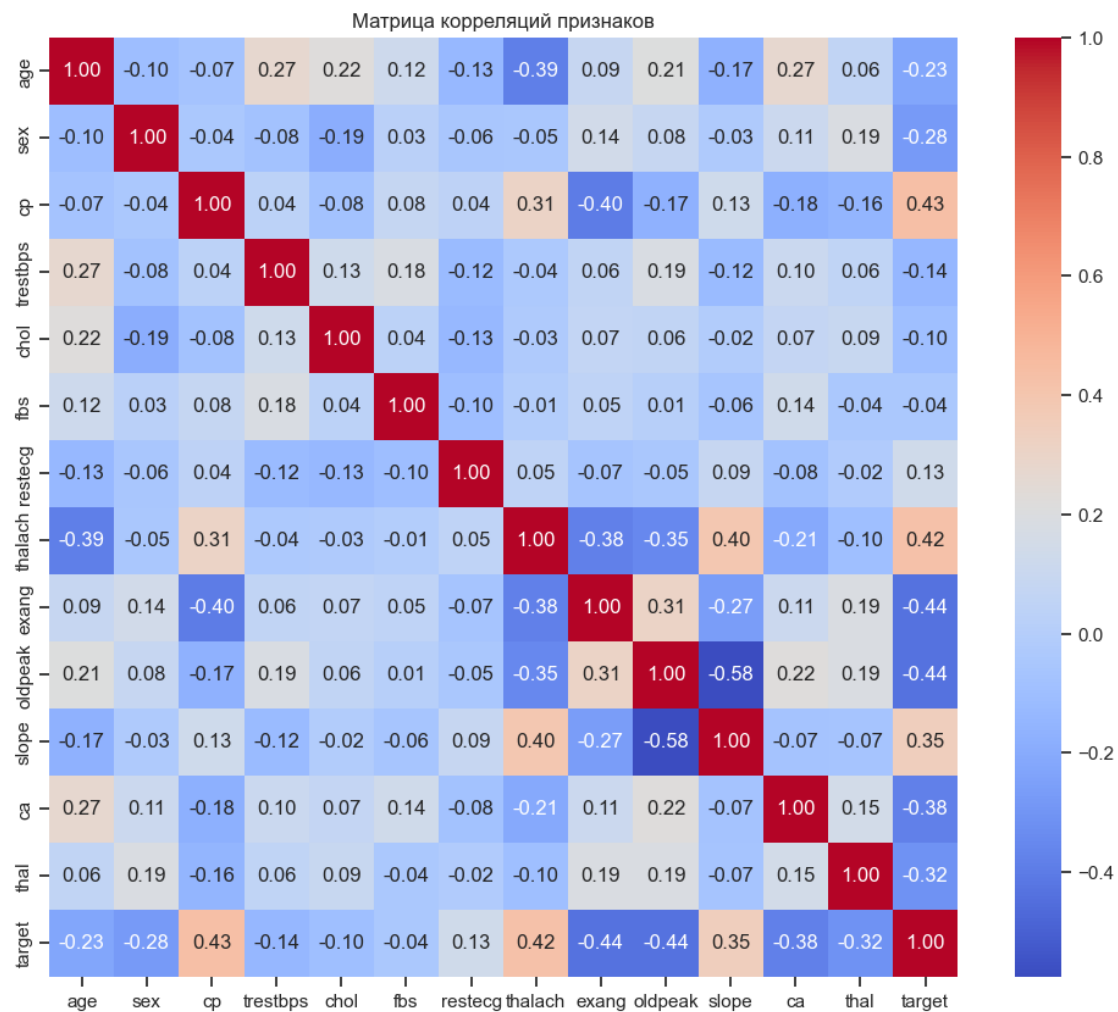 Матрица корреляций признаков
age 1.00 -0.10 -0.07 0.27 0.22 0.12 -0.13 -0.39 0.09 0.21 -0.17 0.27 0.06 -0.23
sex -0.10 1.00 -0.04 -0.08 -0.19 0.03 -0.06 -0.05 0.14 0.08 -0.03 0.11 0.19 -0.28
cp -0.07 -0.04 1.00 0.04 -0.08 0.08 0.04 0.31 -0.40 -0.17 0.13 -0.18 -0.16 0.43
trestbps 0.27 -0.08 0.04 1.00 0.13 0.18 -0.12 -0.04 0.06 0.19 -0.12 0.10 0.06 -0.14
chol 0.22 -0.19 -0.08 0.13 1.00 0.04 -0.13 -0.03 0.07 0.06 -0.02 0.07 0.09 -0.10
fbs 0.12 0.03 0.08 0.18 0.04 1.00 -0.10 -0.01 0.05 0.01 -0.06 0.14 -0.04 -0.04
restecg -0.13 -0.06 0.04 -0.12 -0.13 -0.10 1.00 0.05 -0.07 -0.05 0.09 -0.08 -0.02 0.13
thalach -0.39 -0.05 0.31 -0.04 -0.03 -0.01 0.05 1.00 -0.38 -0.35 0.40 -0.21 -0.10 0.42
exang 0.09 0.14 -0.40 0.06 0.07 0.05 -0.07 -0.38 1.00 0.31 -0.27 0.11 0.19 -0.44
oldpeak 0.21 0.08 -0.17 0.19 0.06 0.01 -0.05 -0.35 0.31 1.00 -0.58 0.22 0.19 -0.44
slope -0.17 -0.03 0.13 -0.12 -0.02 -0.06 0.09 0.40 -0.27 -0.58 1.00 -0.07 -0.07 0.35
ca 0.27 0.11 -0.18 0.10 0.07 0.14 -0.08 -0.21 0.11 0.22 -0.07 1.00 0.15 -0.38
thal 0.06 0.19 -0.16 0.06 0.09 -0.04 -0.02 -0.10 0.19 0.19 -0.07 0.15 1.00 -0.32
target -0.23 -0.28 0.43 -0.14 -0.10 -0.04 0.13 0.42 -0.44 -0.44 0.35 -0.38 -0.32 1.00
age sex cp trestbps chol fbs restecg thalach exang oldpeak slope ca thal target
1.0
0.8
0.6
0.4
0.2
0.0
−0.2
−0.4